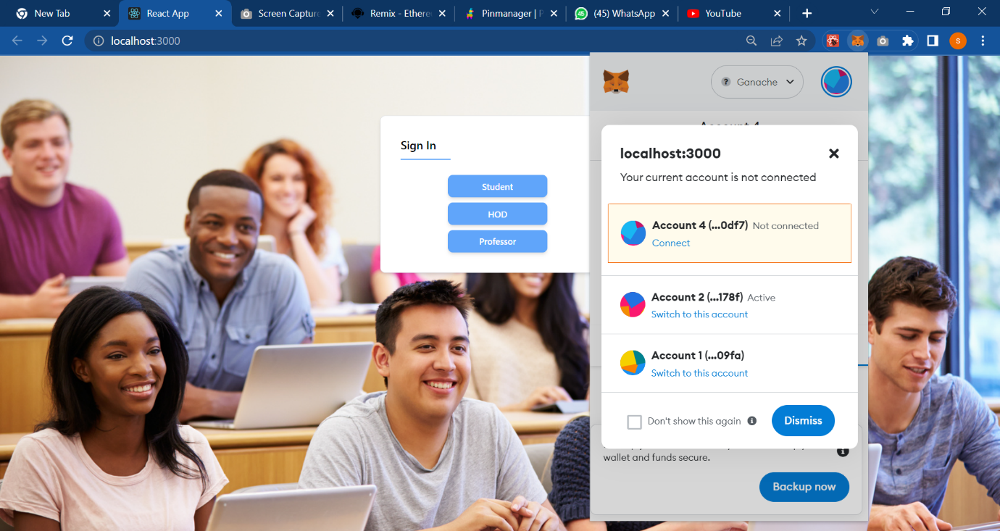 New Tab
React App
Screen Capture
Remix - Ethere
Pinmanager | P
(45) WhatsApp
YouTube
localhost:3000
S
Ganache
Account 4
Sign In
Student
HOD
Professor
localhost:3000
Your current account is not connected
Account 4 (...0df7) Not connected
Connect
Account 2 (...178f) Active
Switch to this account
Account 1 (...09fa)
Switch to this account
Don't show this again
Dismiss
wallet and funds secure.
Backup now